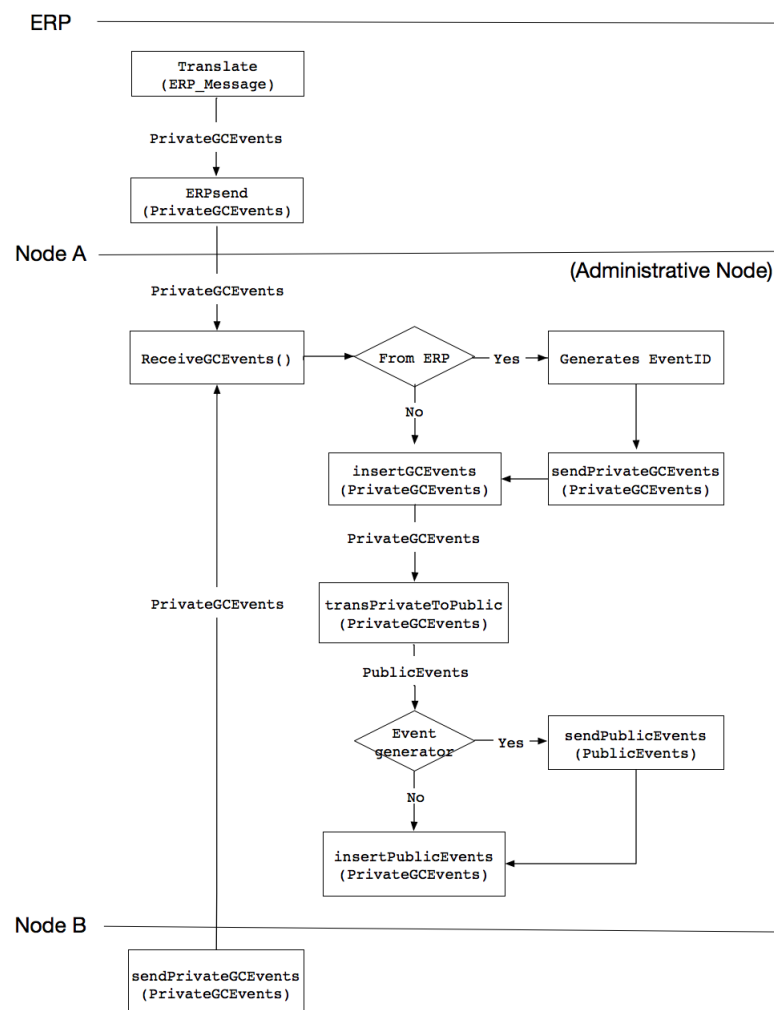 ERP
Translate
(ERP_Message)
PrivateGCEvents
ERPsend
(PrivateGCEvents)
Node A
(Administrative Node)
PrivateGCEvents
ReceiveGCEvents()
From ERP
Yes
Generates EventID
No
insertGCEvents
(PrivateGCEvents)
sendPrivateGCEvents
(PrivateGCEvents)
PrivateGCEvents
PrivateGCEvents
transPrivateToPublic
(PrivateGCEvents)
PublicEvents
Event
generator
Yes
sendPublicEvents
(PublicEvents)
No
insertPublicEvents
(PrivateGCEvents)
Node B
sendPrivateGCEvents
(PrivateGCEvents)